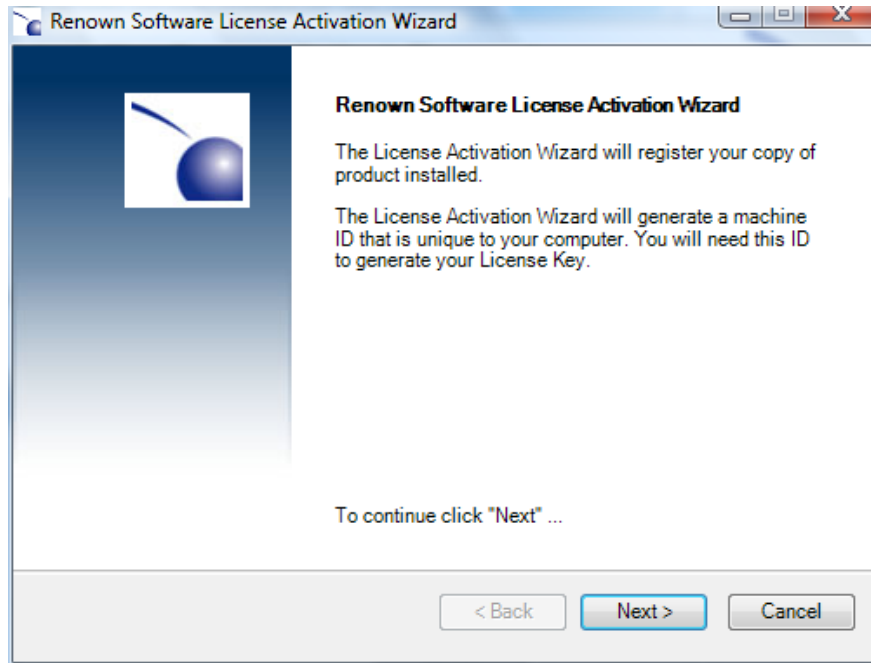 Renown Software License Activation Wizard
Renown Software License Activation Wizard
The License Activation Wizard will register your copy of
product installed.
The License Activation Wizard will generate a machine
ID that is unique to your computer. You will need this ID
to generate your License Key.
To continue click "Next" ...
< Back Next > Cancel